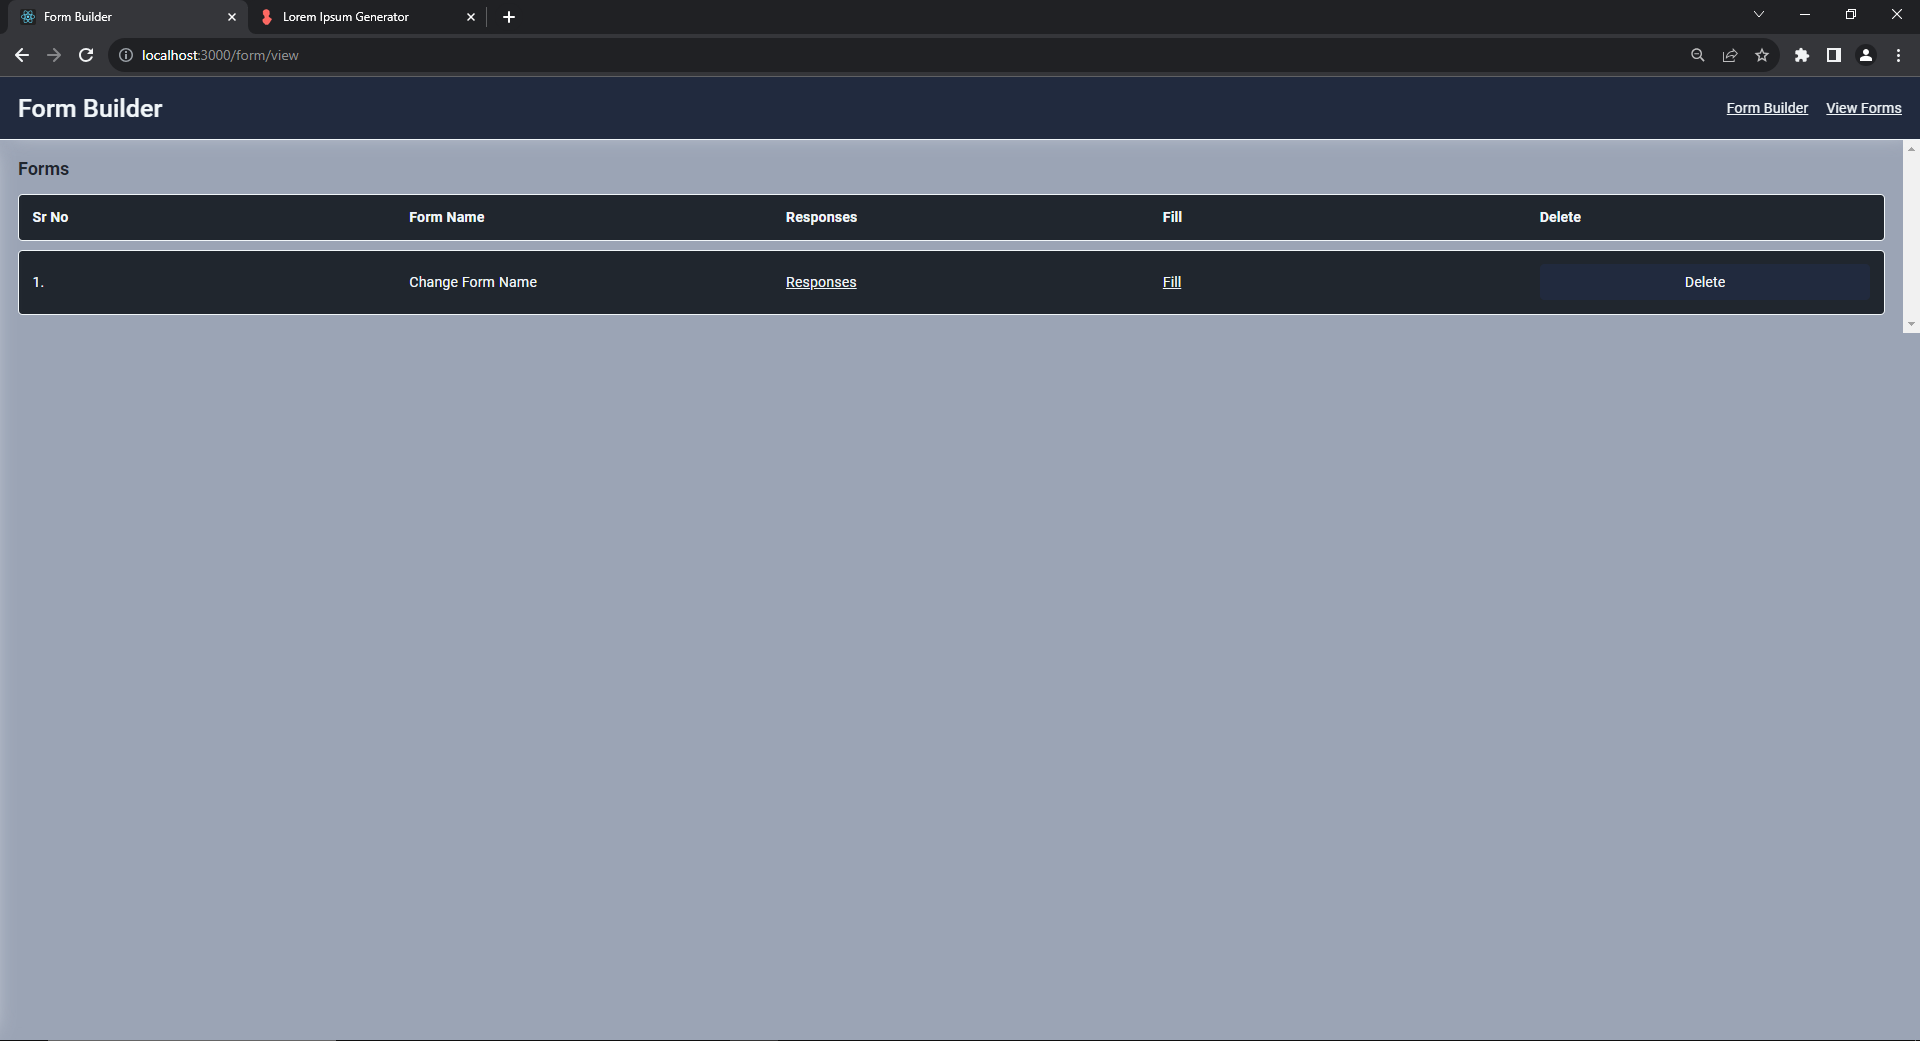 Form Builder
Lorem Ipsum Generator
localhost:3000/form/view
Form Builder
Form Builder View Forms
Forms
Sr No Form Name Responses Fill Delete
1. Change Form Name Responses Fill Delete